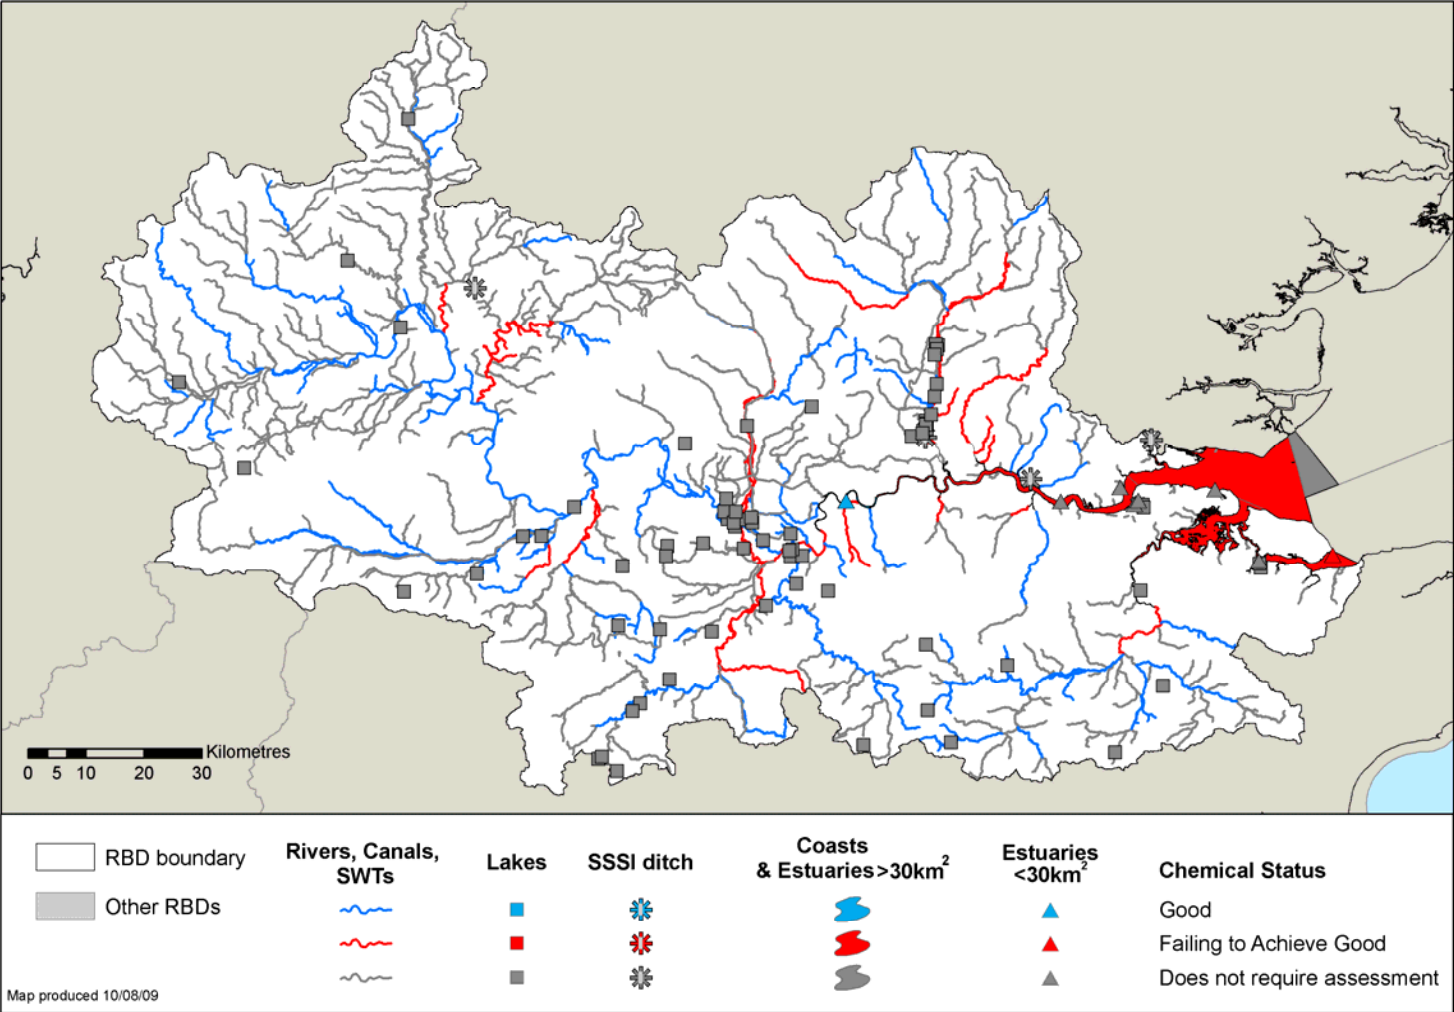 Kilometres
0 5 10 20 30
RBD boundary
Other RBDs
Rivers, Canals,
SWTs
Lakes
SSSI ditch
Coasts
& Estuaries>30km²
Estuaries
<30km²
Chemical Status
Good
Failing to Achieve Good
Does not require assessment
Map produced 10/08/09